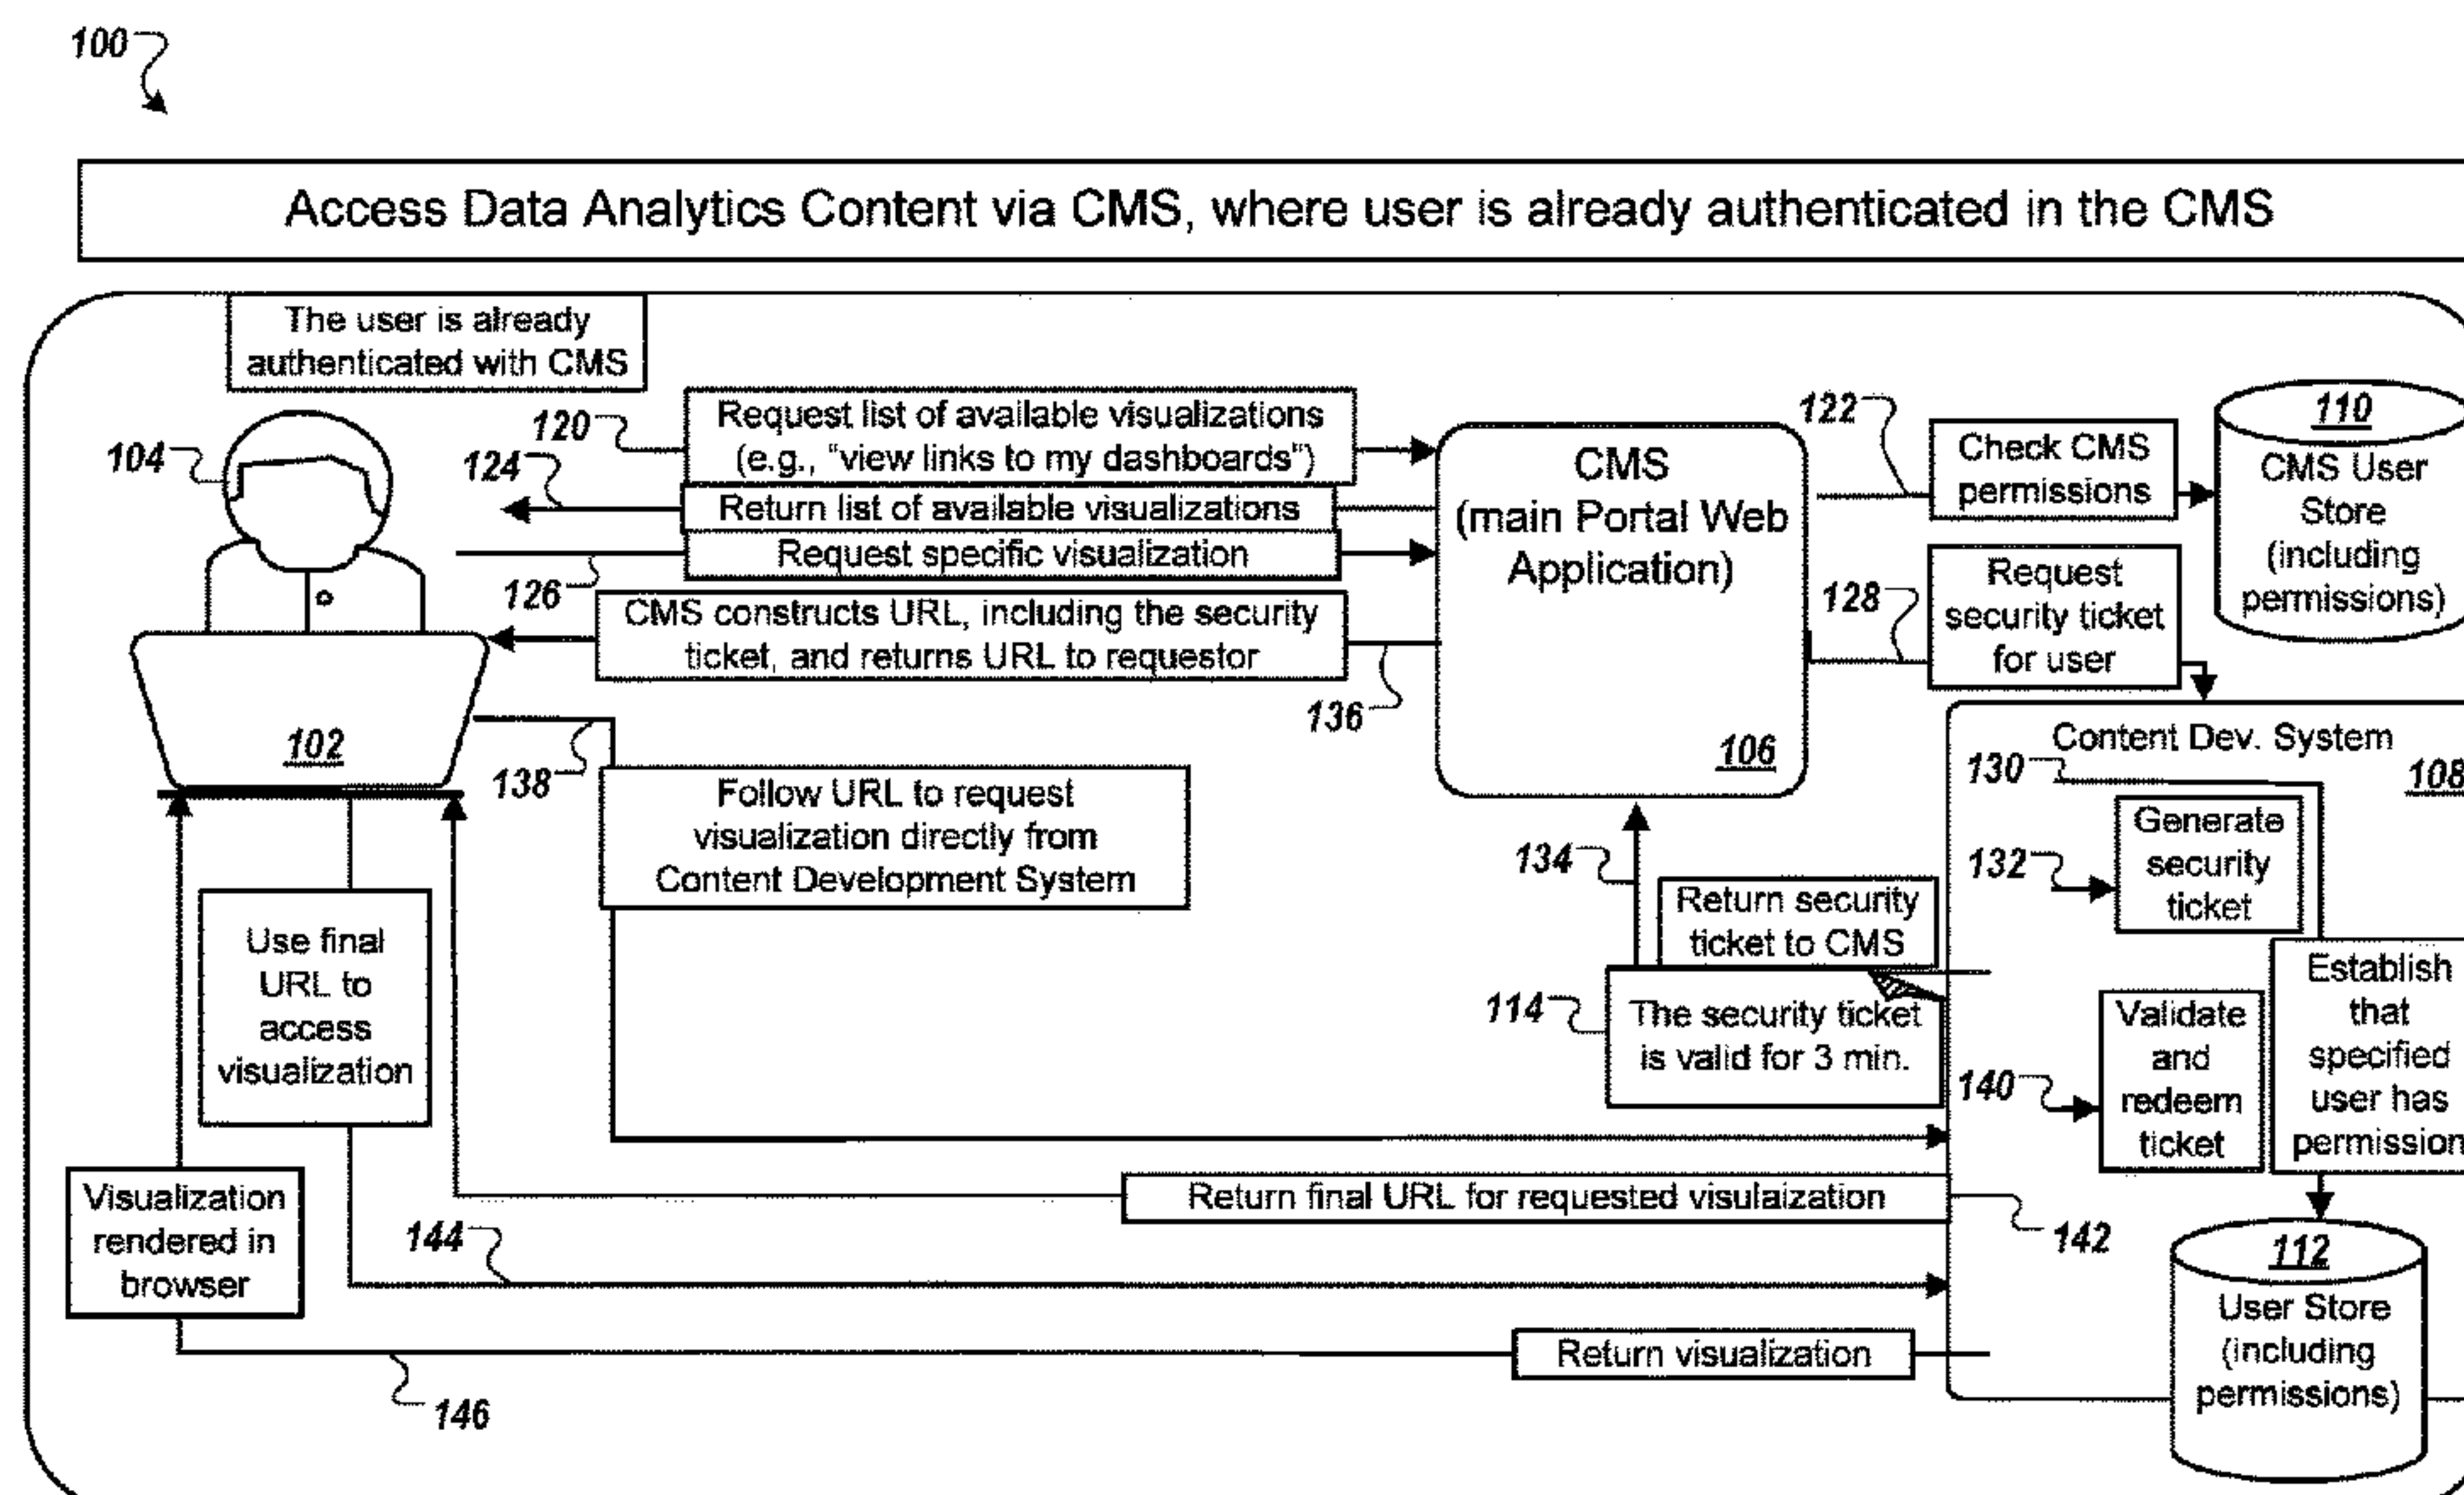 100
Access Data Analytics Content via CMS, where user is already authenticated in the CMS
The user is already
authenticated with CMS
104
120
Request list of available visualizations
(e.g., "view links to my dashboards")
124
Return list of available visualizations
Request specific visualization
126
CMS constructs URL, including the security
ticket, and returns URL to requestor
136
CMS
(main Portal Web
Application)
106
122
Check CMS
permissions
110
CMS User
Store
(including
permissions)
128
Request
security ticket
for user
102
138
Follow URL to request
visualization directly from
Content Development System
Content Dev. System
108
130
132
Generate
security
ticket
134
Return security
ticket to CMS
114
The security ticket
is valid for 3 min.
140
Validate
and
redeem
ticket
Establish
that
specified
user has
permission
Use final
URL to
access
visualization
Visualization
rendered in
browser
Return final URL for requested visulaization
142
144
112
User Store
(including
permissions)
Return visualization
146